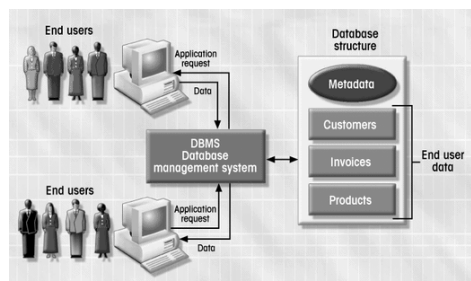 End users
Application
request
Data
DBMS
Database
management system
End users
Application
request
Data
Database
structure
Metadata
Customers
Invoices
Products
End user
data